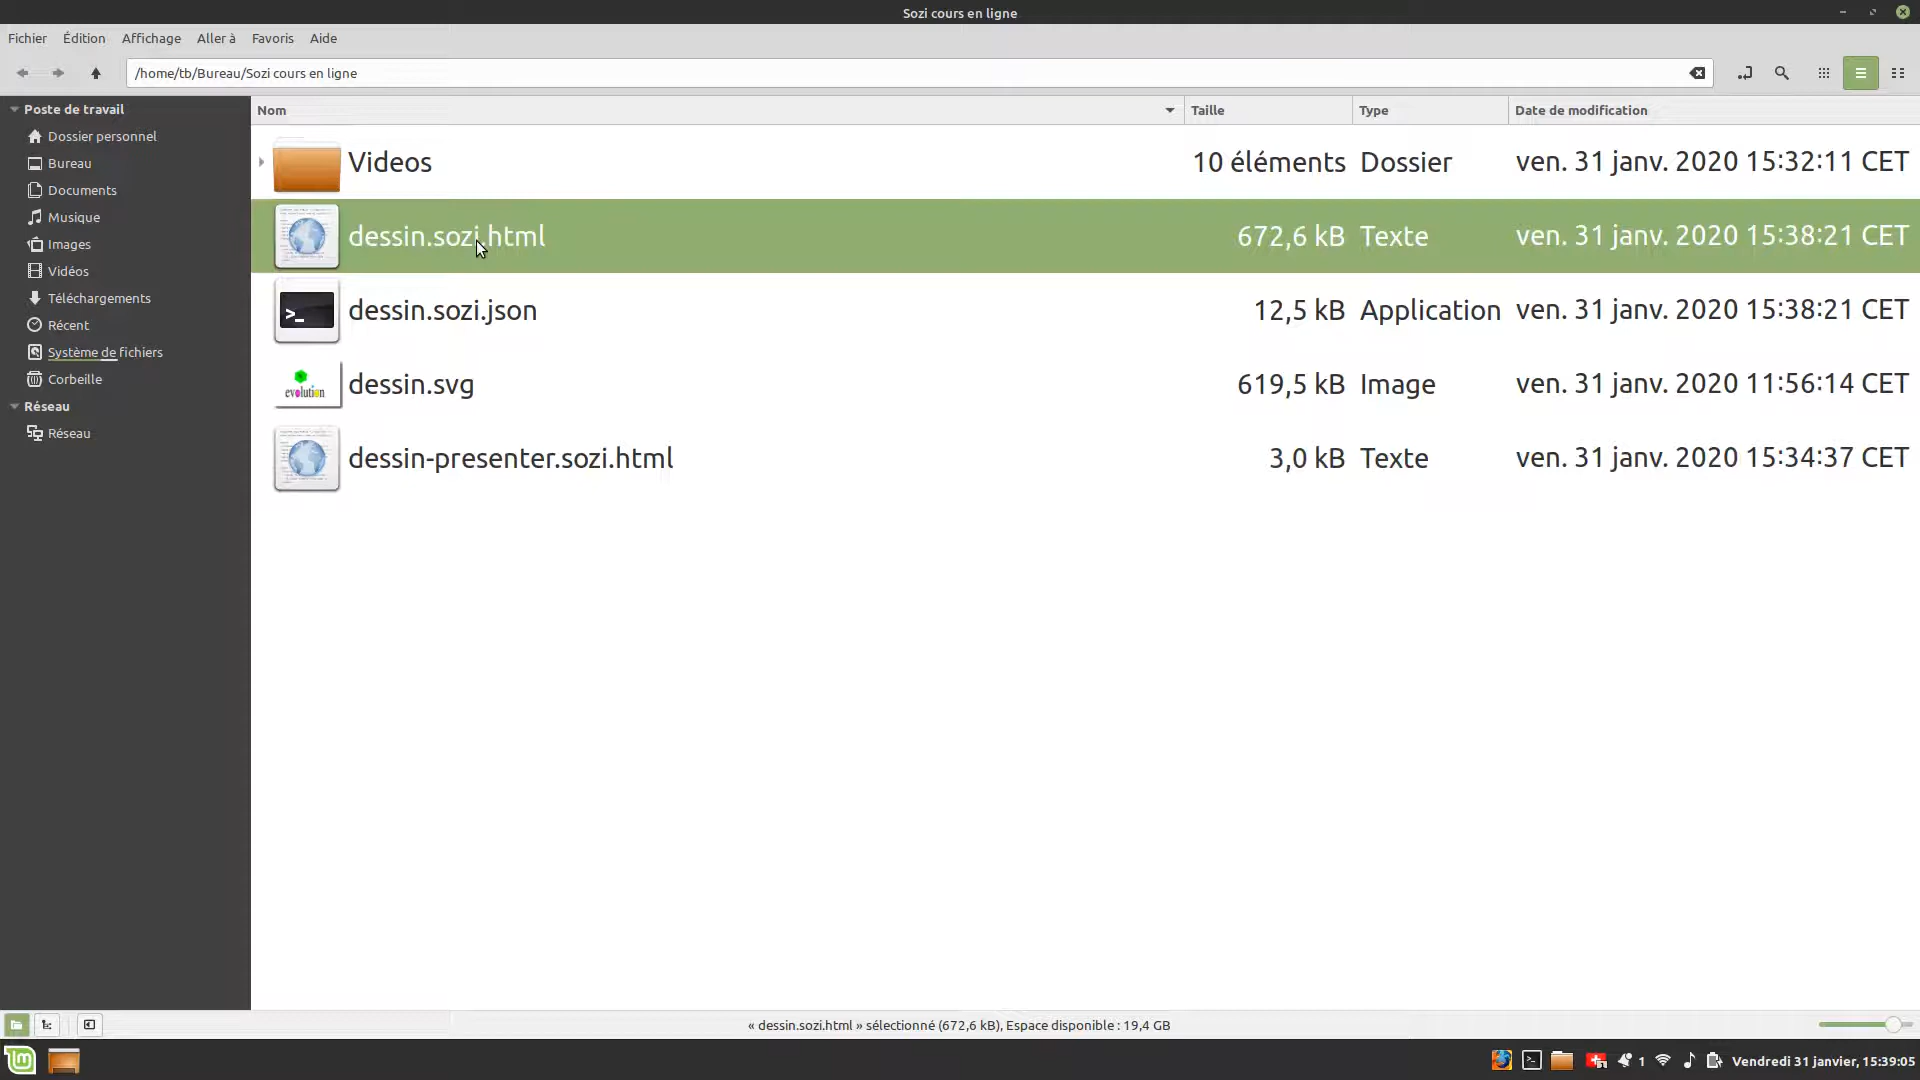 Sozi cours en ligne
Fichier Édition Affichage Aller à Favoris Aide
/home/tb/Bureau/Sozi cours en ligne
Poste de travail
Dossier personnel
Bureau
Documents
Musique
Images
Vidéos
Téléchargements
Récent
Système de fichiers
Corbeille
Réseau
Réseau
Nom Taille Type Date de modification
Videos 10 éléments Dossier ven. 31 janv. 2020 15:32:11 CET
dessin.sozi.html 672,6 kB Texte ven. 31 janv. 2020 15:38:21 CET
dessin.sozi.json 12,5 kB Application ven. 31 janv. 2020 15:38:21 CET
evolution dessin.svg 619,5 kB Image ven. 31 janv. 2020 11:56:14 CET
dessin-presenter.sozi.html 3,0 kB Texte ven. 31 janv. 2020 15:34:37 CET
« dessin.sozi.html » sélectionné (672,6 kB), Espace disponible : 19,4 GB
1 Vendredi 31 janvier, 15:39:05